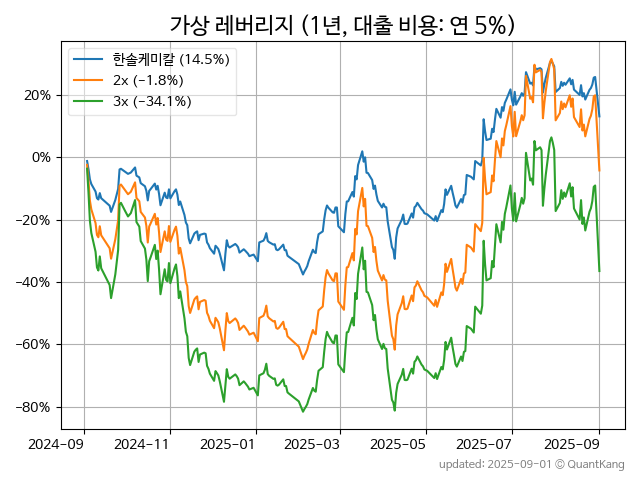 가상 레버리지 (1년, 대출 비용: 연 5%)
한솔케미칼 (14.5%)
2x (−1.8%)
3x (−34.1%)
20%
0%
−20%
−40%
−60%
−80%
2024−09 2024−11 2025−01 2025−03 2025−05 2025−07 2025−09
updated: 2025-09-01 © QuantKang